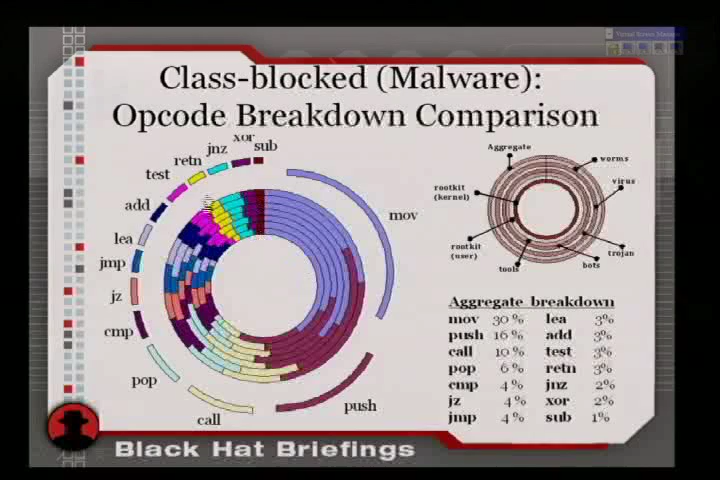 Class-blocked (Malware):
Opcode Breakdown Comparison
sub
xor
jnz
retn
test
add
lea
jmp
jz
cmp
pop
call
push
mov
Aggregate
worms
virus
trojan
bots
tools
rootkit
(user)
rootkit
(kernel)
Aggregate breakdown
mov 30 % lea 3%
push 16 % add 3%
call 10 % test 3%
pop 6 % retn 3%
cmp 4 % jnz 2%
jz 4 % xor 2%
jmp 4 % sub 1%
Black Hat Briefings